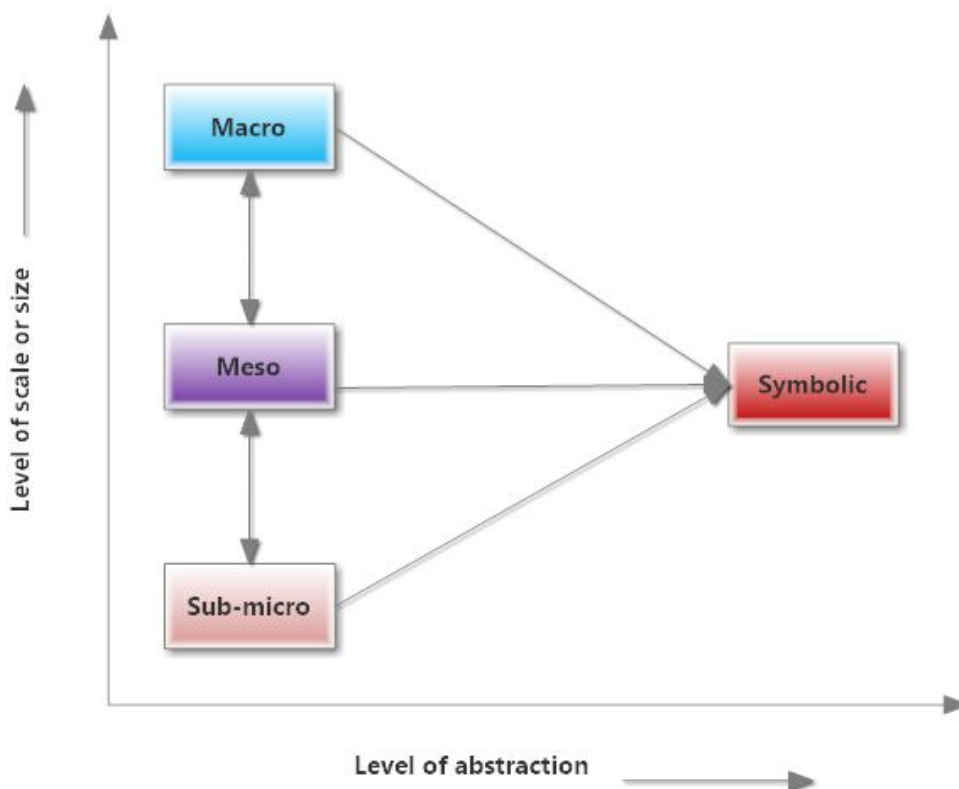 Macro
Level of scale or size
Meso
Symbolic
Sub-micro
Level of abstraction